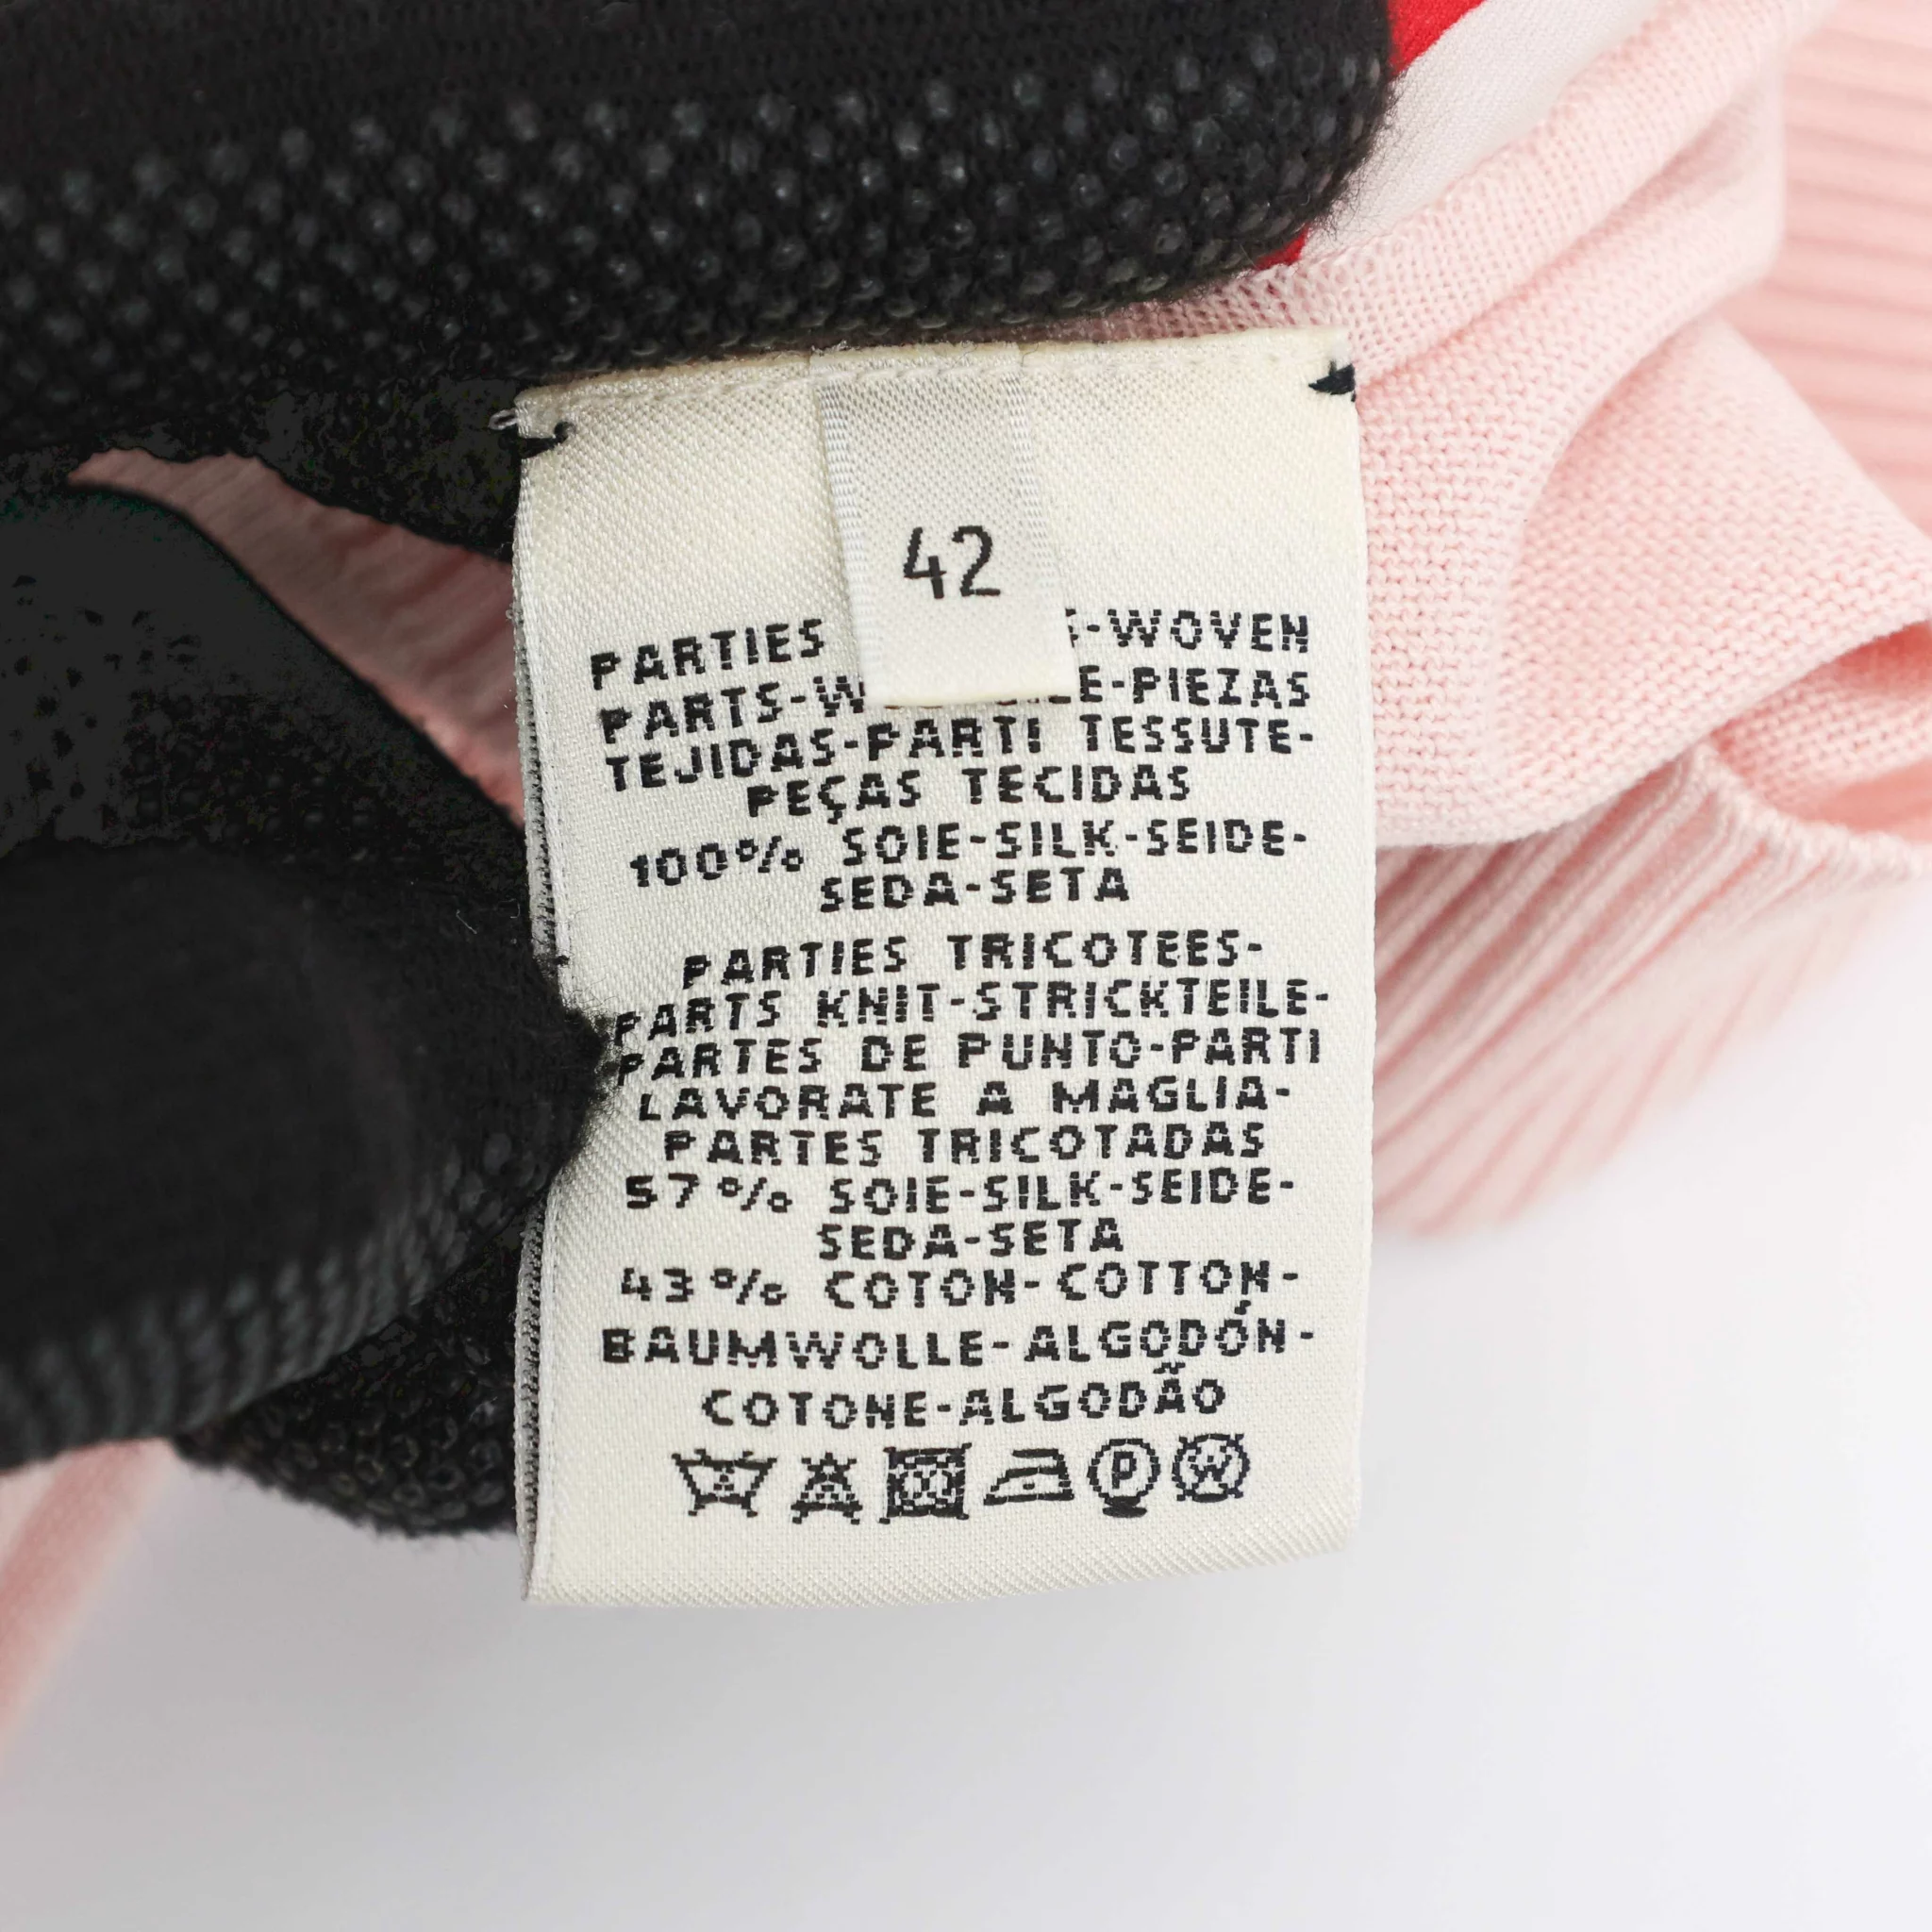 42
PARTIES -WOVEN
PARTS- -PIEZAS
TEJIDAS-PARTI TESSUTE-
PEÇAS TECIDAS
100% SOIE-SILK-SEIDE-
SEDA-SETA
PARTIES TRICOTEES-
PARTS KNIT-STRICKTEILE-
PARTES DE PUNTO-PARTI
LAVORATE A MAGLIA-
PARTES TRICOTADAS
57% SOIE-SILK-SEIDE-
SEDA-SETA
43% COTON-COTTON-
BAUMWOLLE-ALGODÓN-
COTONE-ALGODÃO
P W